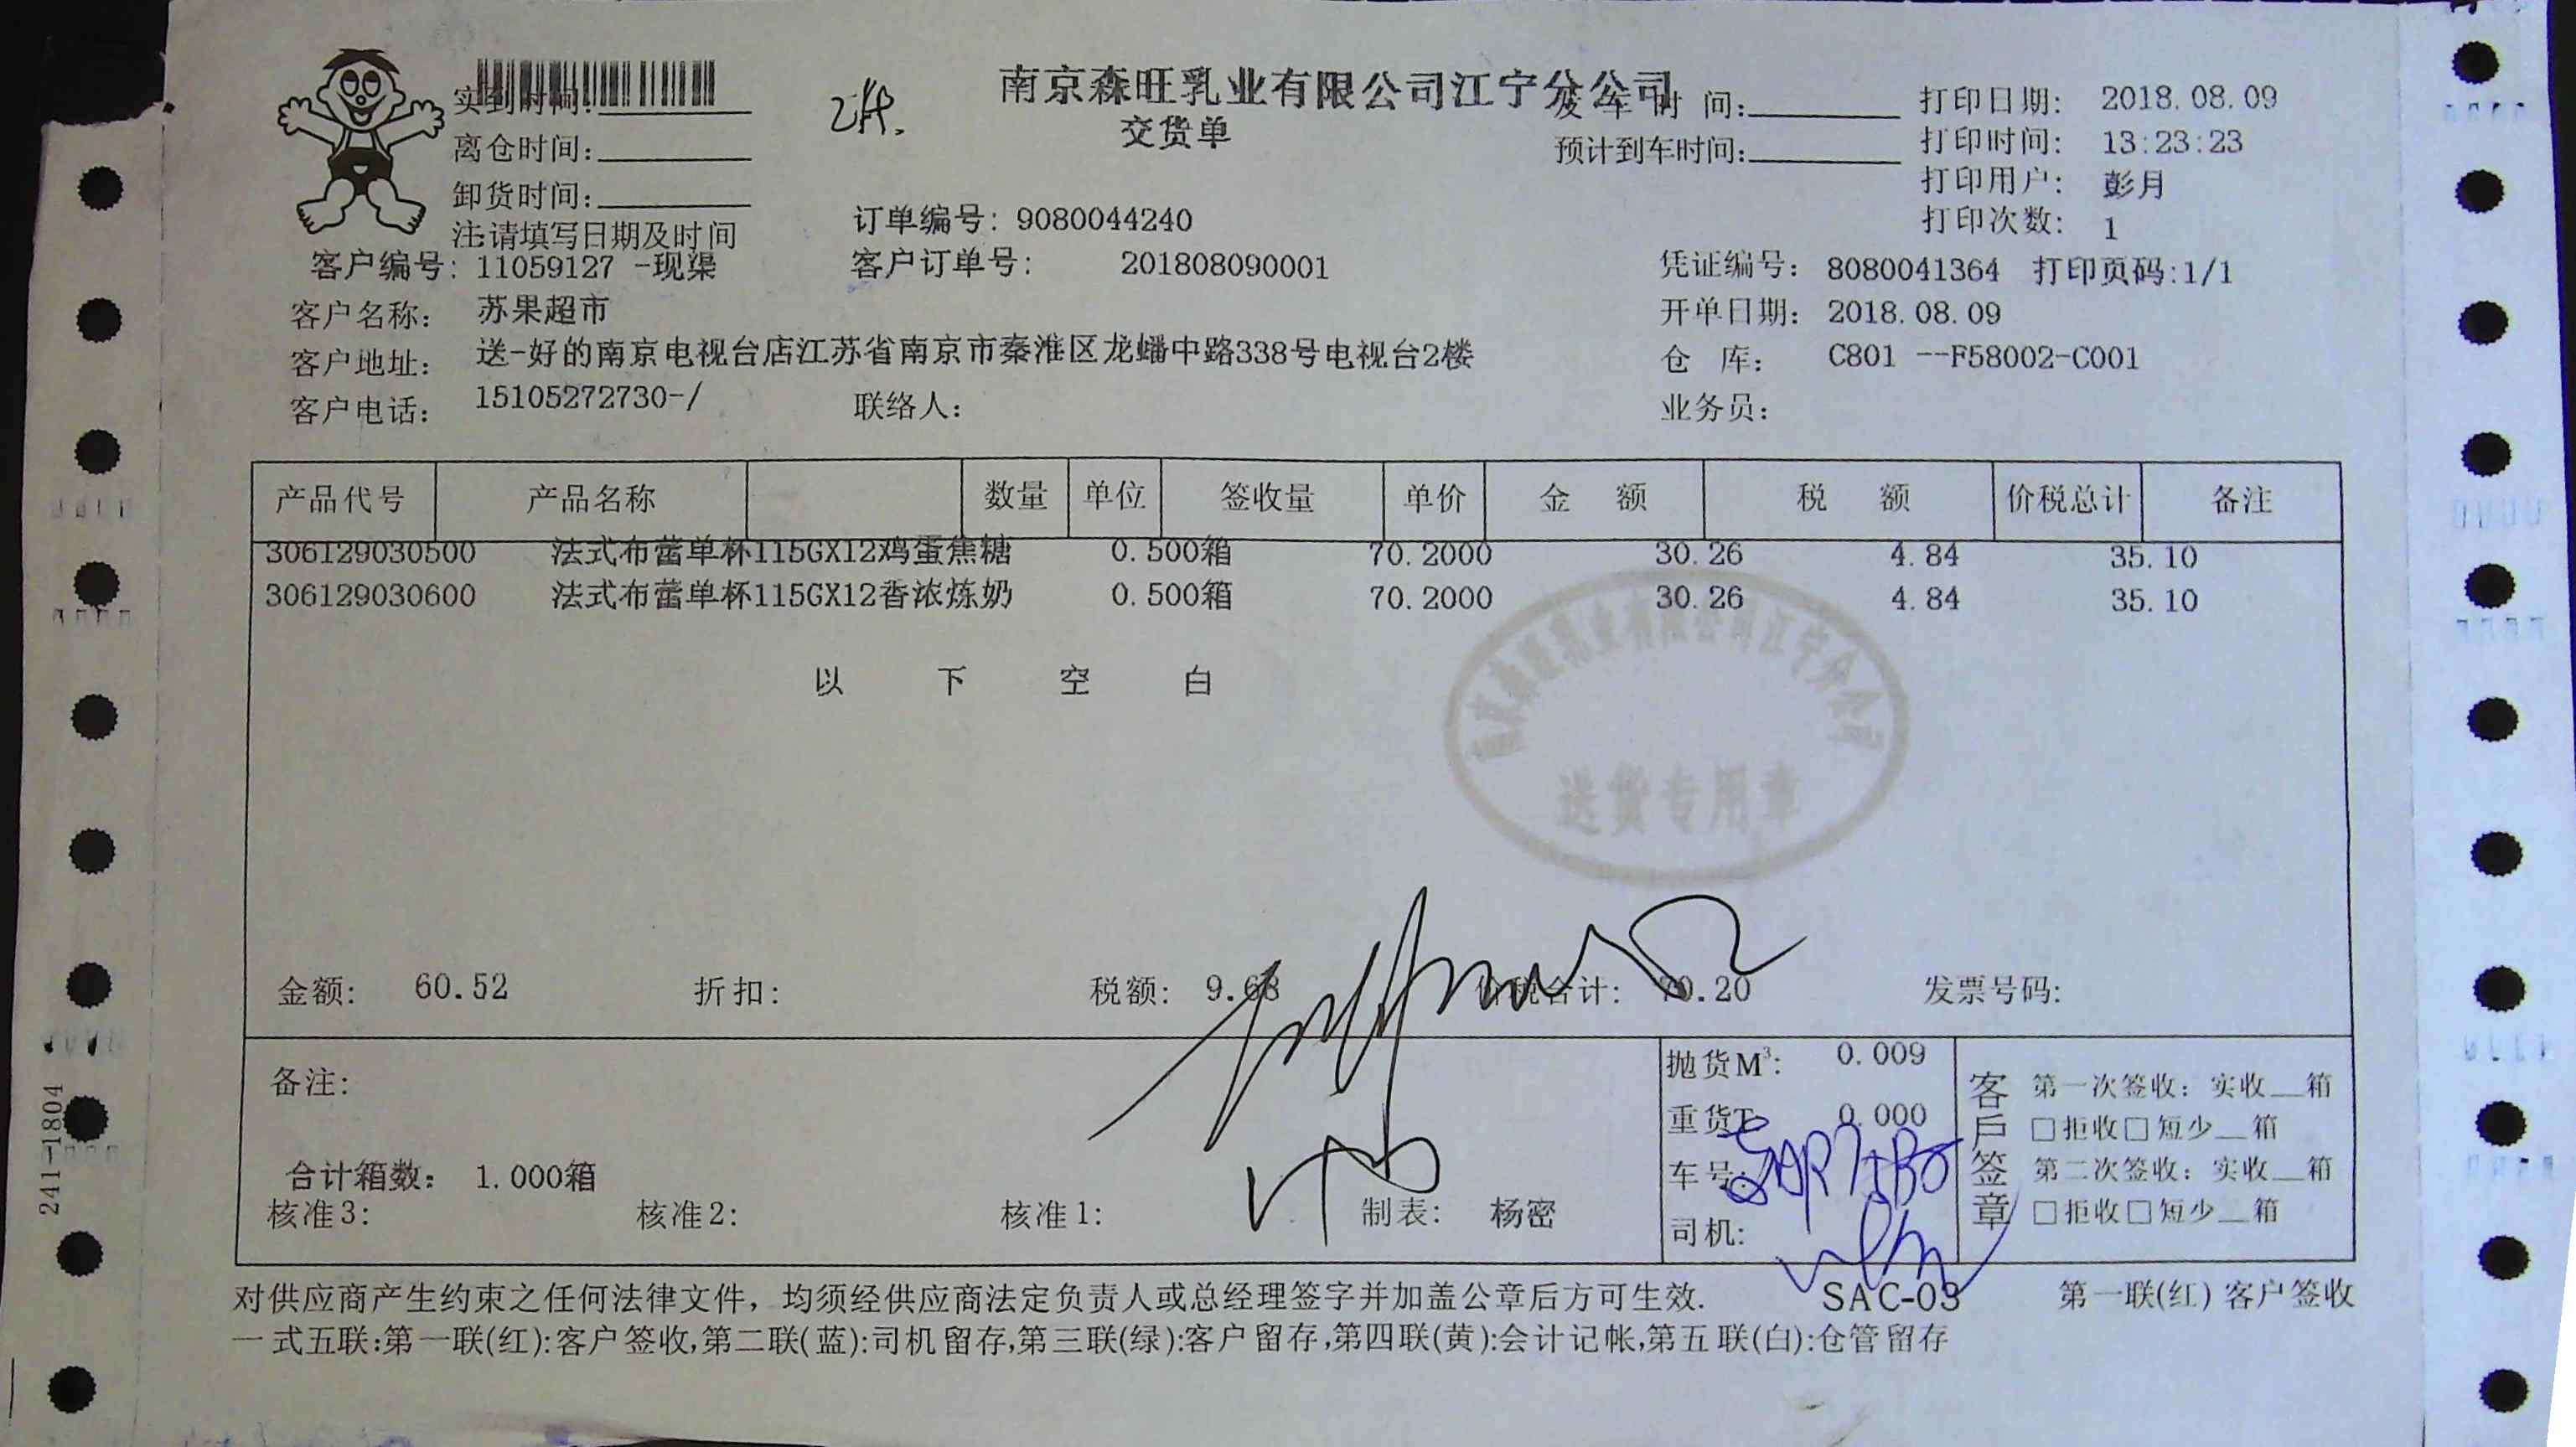 南京森旺乳业有限公司江宁分公司
交货单
实到时间:
离仓时间:
卸货时间:
注:请填写日期及时间
发车时间:
预计到车时间:
打印日期: 2018.08.09
打印时间: 13:23:23
打印用户: 彭月
打印次数: 1
订单编号: 9080044240
客户编号: 11059127 -现渠 客户订单号: 201808090001 凭证编号: 8080041364 打印页码:1/1
客户名称: 苏果超市 开单日期: 2018.08.09
客户地址: 送-好的南京电视台店江苏省南京市秦淮区龙蟠中路338号电视台2楼 仓 库: C801 --F58002-C001
客户电话: 15105272730-/ 联络人: 业务员:
产品代号 产品名称 数量 单位 签收量 单价 金 额 税 额 价税总计 备注
306129030500 法式布蕾单杯115GX12鸡蛋焦糖 0.500箱 70.2000 30.26 4.84 35.10
306129030600 法式布蕾单杯115GX12香浓炼奶 0.500箱 70.2000 30.26 4.84 35.10
以 下 空 白
送货专用章
金额: 60.52 折扣: 税额: 9.68 价税合计: 70.20 发票号码:
备注:
合计箱数: 1.000箱
核准3: 核准2: 核准1: 制表: 杨密
抛货M³: 0.009
重货T: 0.000
车号:
司机:
客戶签章
第一次签收: 实收__箱
□拒收□短少__箱
第二次签收: 实收__箱
□拒收□短少__箱
对供应商产生约束之任何法律文件，均须经供应商法定负责人或总经理签字并加盖公章后方可生效. SAC-03 第一联(红) 客户签收
一式五联:第一联(红):客户签收,第二联(蓝):司机留存,第三联(绿):客户留存,第四联(黄):会计记帐,第五联(白):仓管留存
241-1804